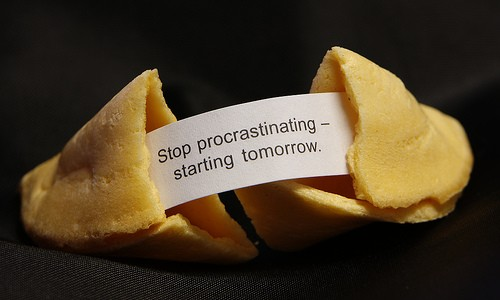 Stop procrastinating –
starting tomorrow.